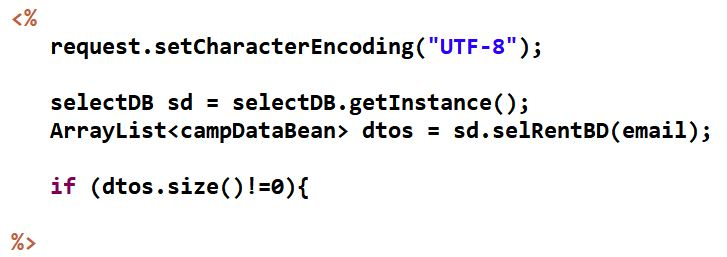 <%
request.setCharacterEncoding("UTF-8");
selectDB sd = selectDB.getInstance();
ArrayList<campDataBean> dtos = sd.selRentBD(email);
if (dtos.size()!=0){
%>